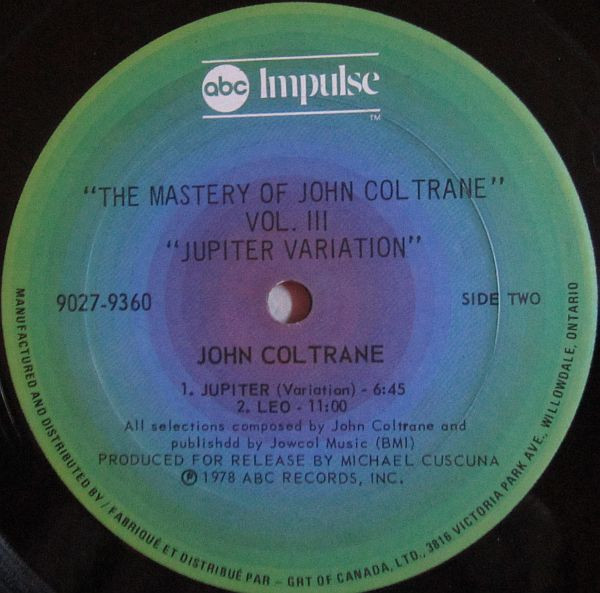 abc Impulse
TM
"THE MASTERY OF JOHN COLTRANE"
VOL. III
"JUPITER VARIATION"
9027-9360
SIDE TWO
JOHN COLTRANE
1. JUPITER (Variation) - 6:45
2. LEO - 11:00
All selections composed by John Coltrane and
publishdd by Jowcol Music (BMI)
PRODUCED FOR RELEASE BY MICHAEL CUSCUNA
℗ 1978 ABC RECORDS, INC.
MANUFACTURED AND DISTRIBUTED BY / FABRIQUÉ ET DISTRIBUÉ PAR - GRT OF CANADA, LTD., 3816 VICTORIA PARK AVE., WILLOWDALE, ONTARIO